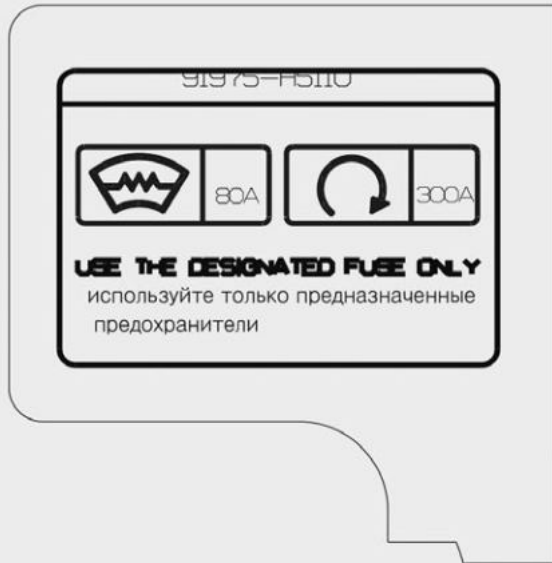 91975-H5110
80A
300A
USE THE DESIGNATED FUSE ONLY
используйте только предназначенные
предохранители